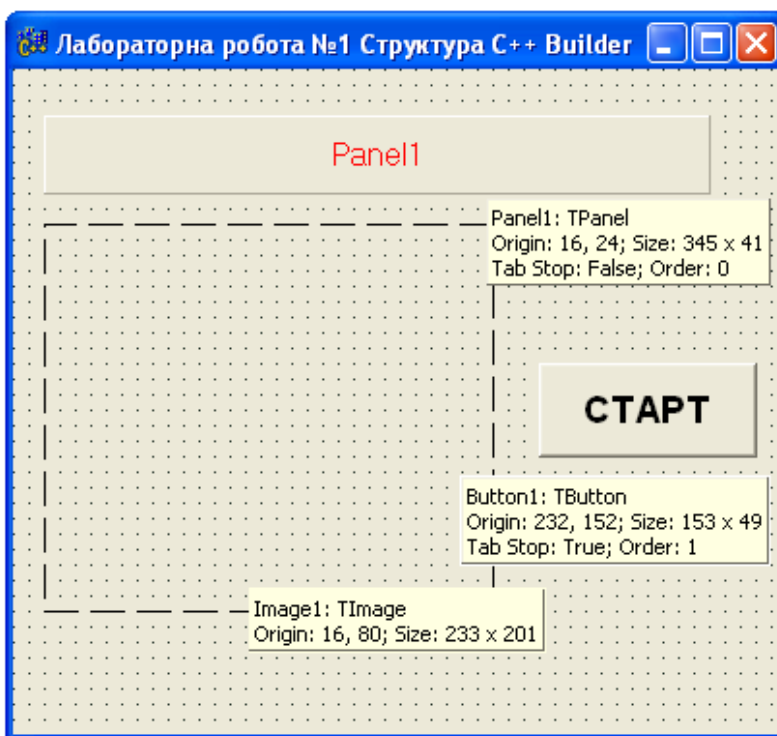 Лабораторна робота №1 Структура C++ Builder
Panel1
Panel1: TPanel
Origin: 16, 24; Size: 345 x 41
Tab Stop: False; Order: 0
СТАРТ
Button1: TButton
Origin: 232, 152; Size: 153 x 49
Tab Stop: True; Order: 1
Image1: TImage
Origin: 16, 80; Size: 233 x 201